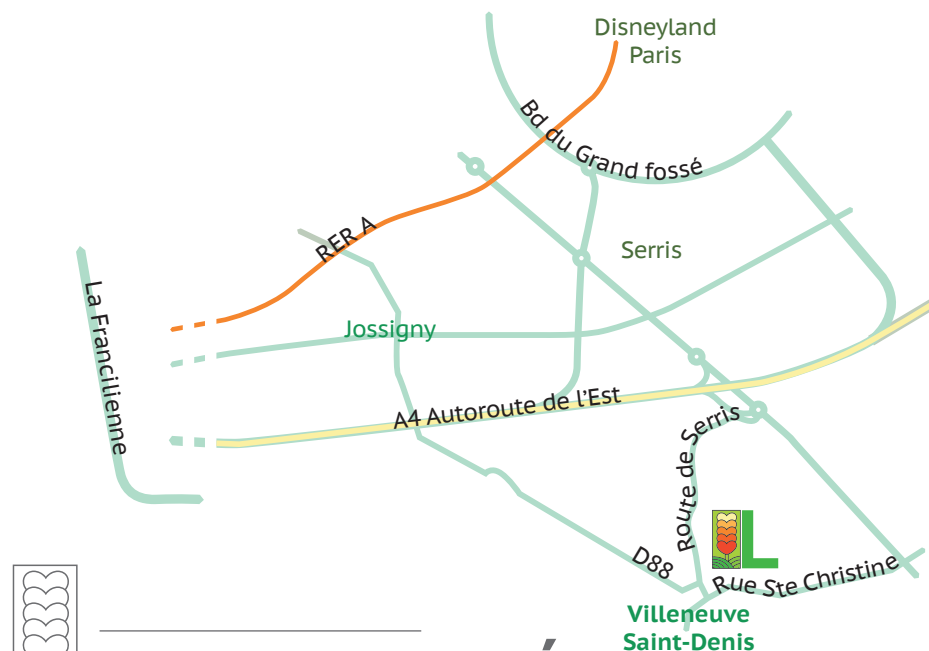 Disneyland
Paris
Bd du Grand fossé
RER A
Serris
La Francilienne
Jossigny
A4 Autoroute de l'Est
Route de Serris
L
D88
Rue Ste Christine
Villeneuve
Saint-Denis